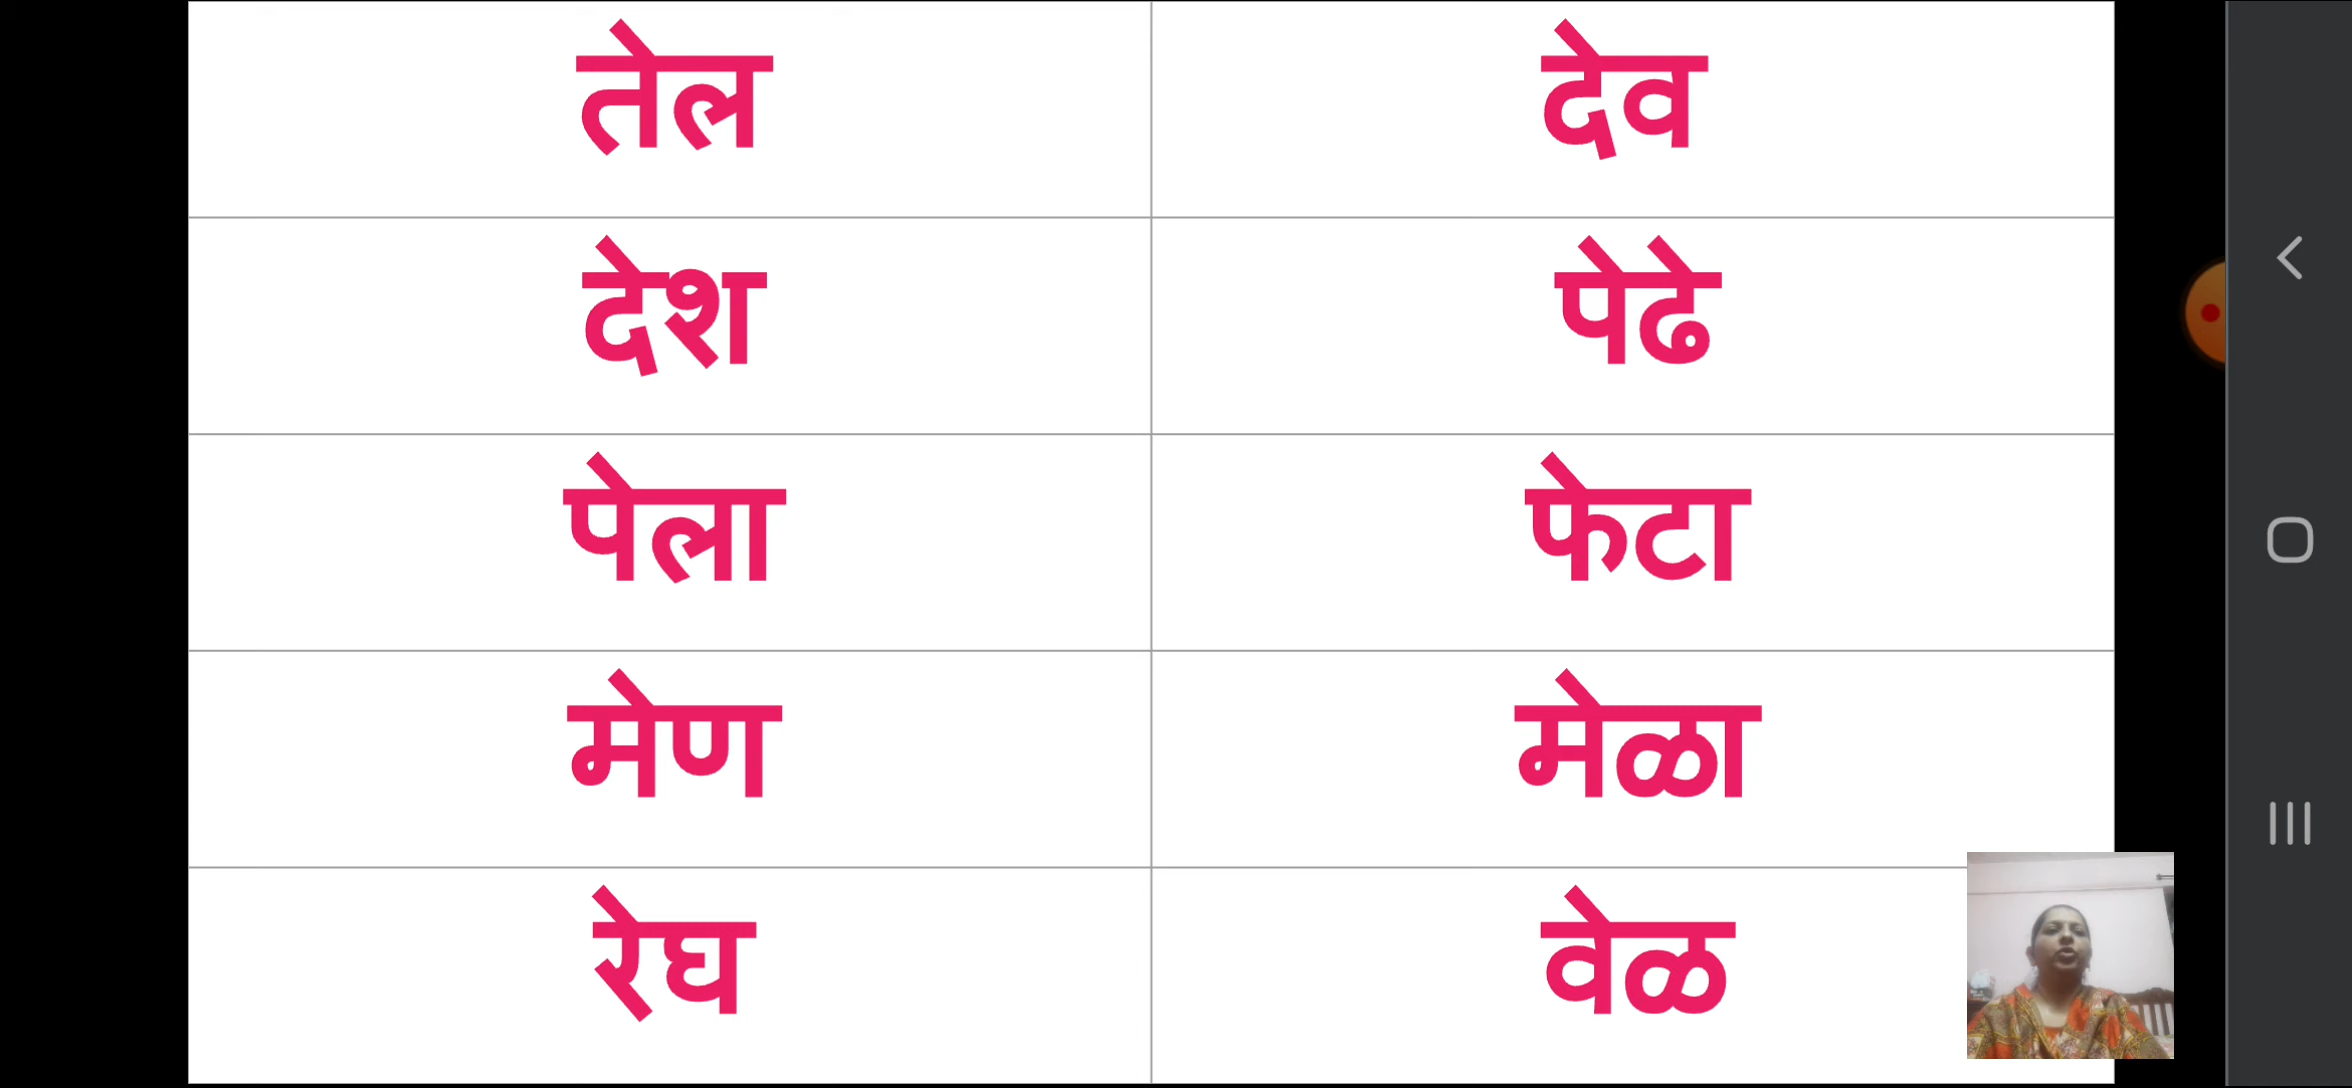 तेल देव
देश पेढे
पेला फेटा
मेण मेळा
रेघ वेळ